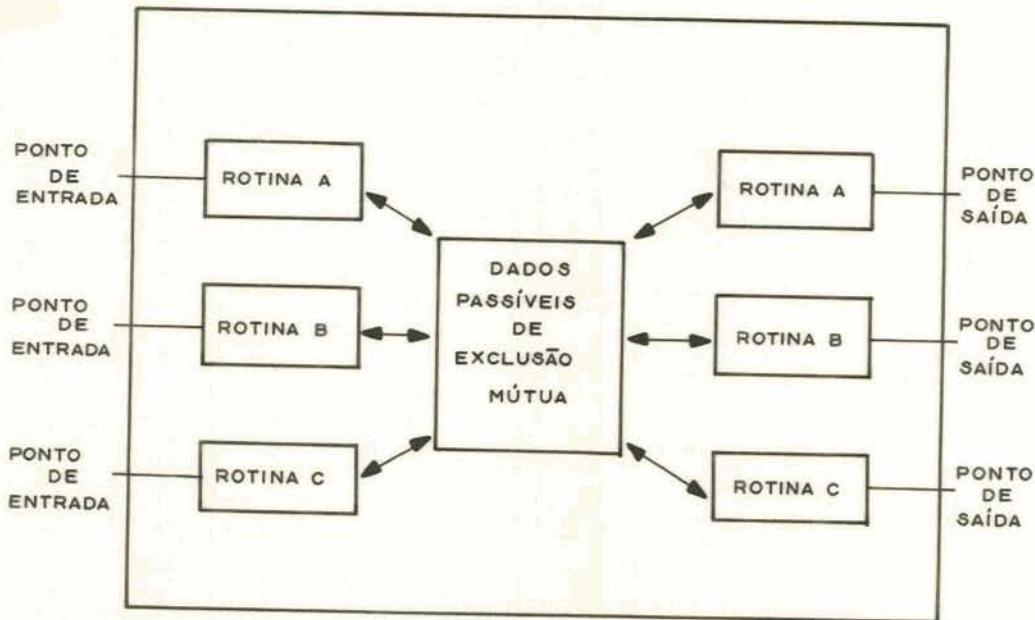 PONTO
DE
ENTRADA
ROTINA A
ROTINA A
PONTO
DE
SAÍDA
DADOS
PASSÍVEIS
DE
EXCLUSÃO
MÚTUA
PONTO
DE
ENTRADA
ROTINA B
ROTINA B
PONTO
DE
SAÍDA
PONTO
DE
ENTRADA
ROTINA C
ROTINA C
PONTO
DE
SAÍDA